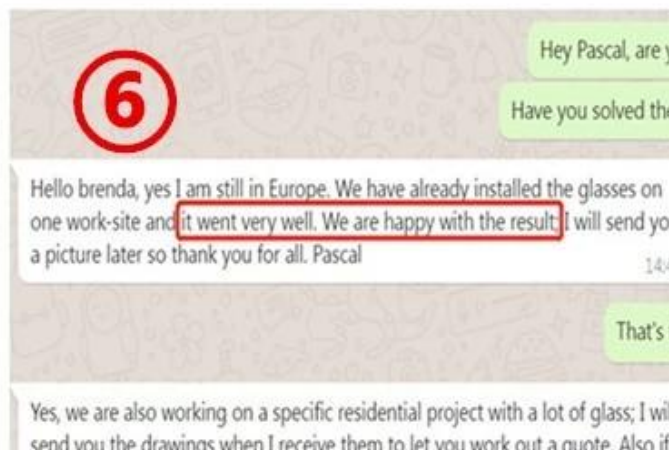 6
Hey Pascal, are
Have you solved the
Hello brenda, yes I am still in Europe. We have already installed the glasses on
one work-site and it went very well. We are happy with the result; I will send yo
a picture later so thank you for all. Pascal
14:4
That's
Yes, we are also working on a specific residential project with a lot of glass; I wil
send you the drawings when I receive them to let you work out a quote. Also if